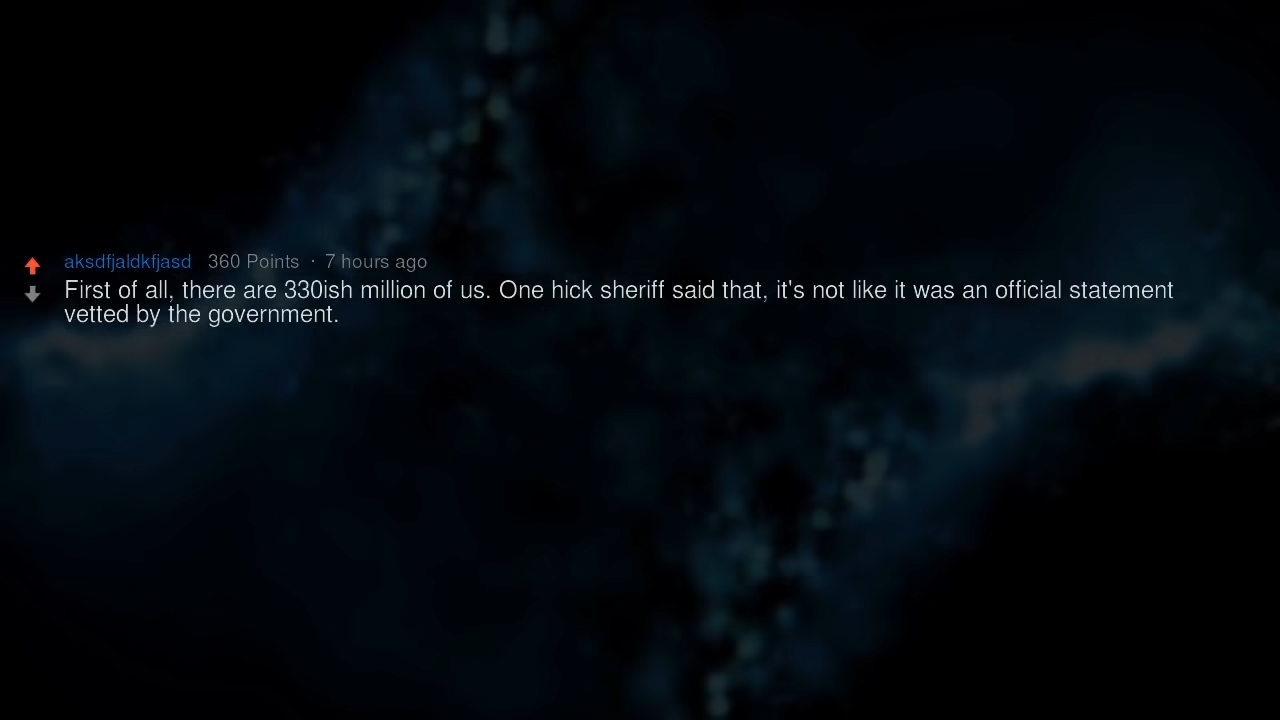 aksdfjaldkfjasd 360 Points · 7 hours ago
First of all, there are 330ish million of us. One hick sheriff said that, it's not like it was an official statement
vetted by the government.